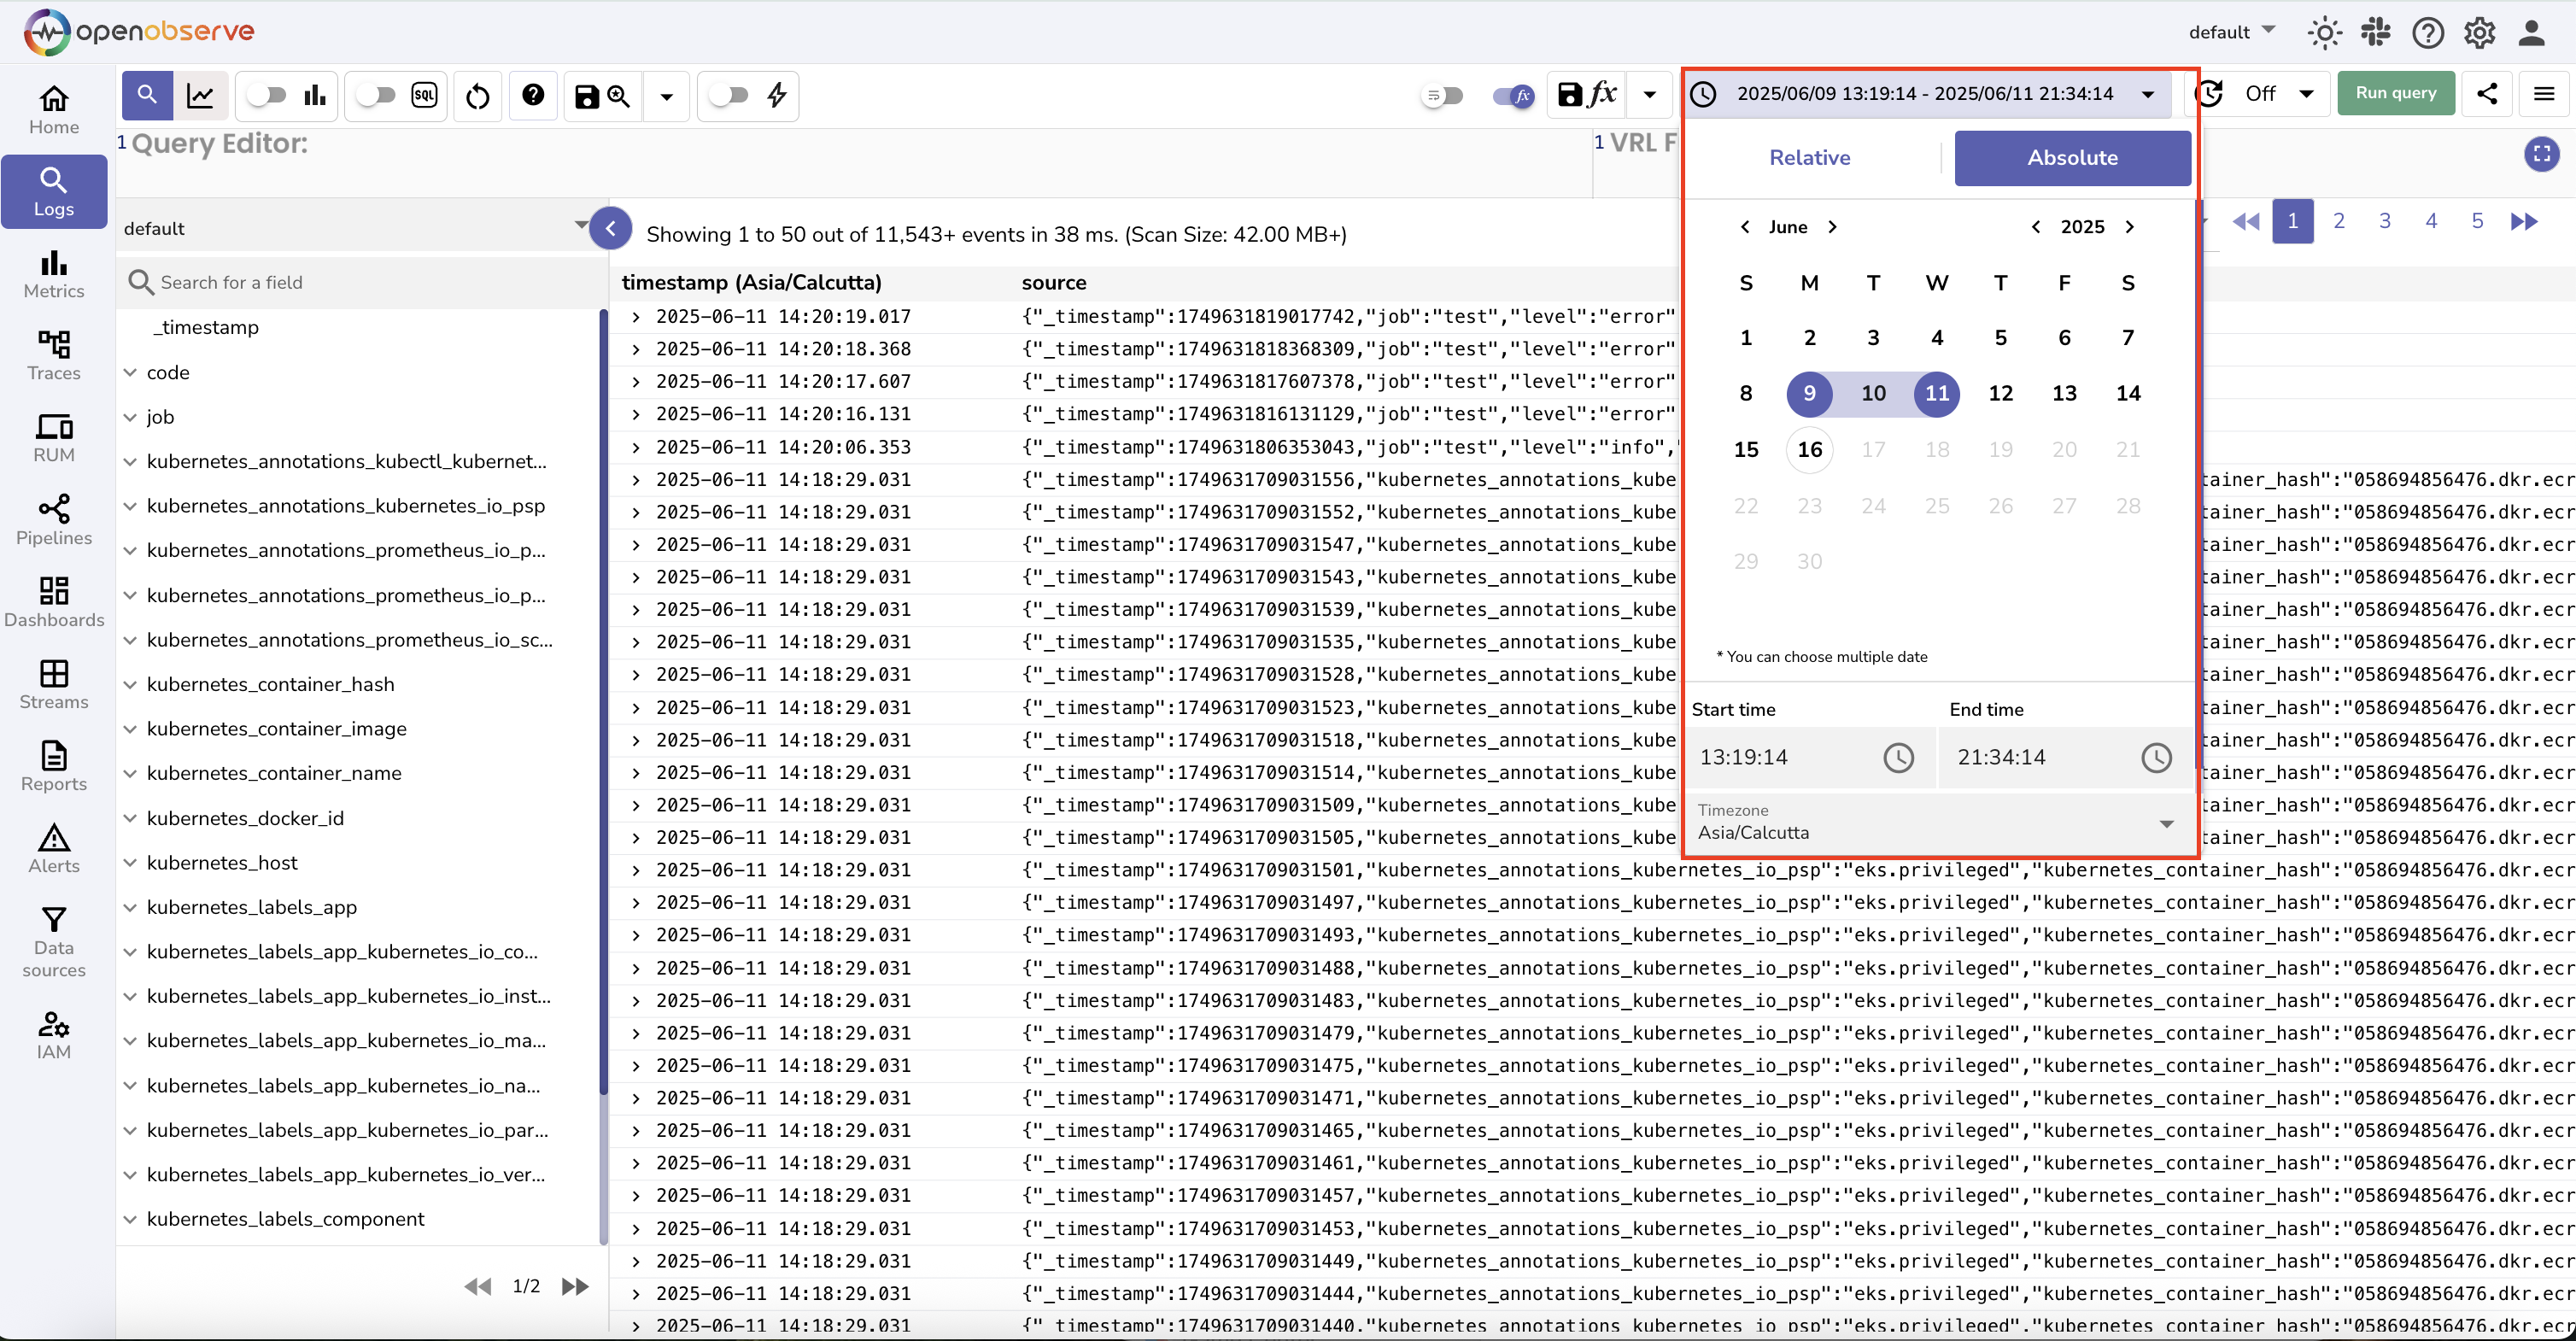 openobserve
default
Home
Logs
Metrics
Traces
RUM
Pipelines
Dashboards
Streams
Reports
Alerts
Data
sources
IAM
SQL
fx
fx
2025/06/09 13:19:14 - 2025/06/11 21:34:14
Off
Run query
1 Query Editor:
1 VRL F
Relative
Absolute
default
Search for a field
_timestamp
code
job
kubernetes_annotations_kubectl_kubernet...
kubernetes_annotations_kubernetes_io_psp
kubernetes_annotations_prometheus_io_p...
kubernetes_annotations_prometheus_io_p...
kubernetes_annotations_prometheus_io_sc...
kubernetes_container_hash
kubernetes_container_image
kubernetes_container_name
kubernetes_docker_id
kubernetes_host
kubernetes_labels_app
kubernetes_labels_app_kubernetes_io_co...
kubernetes_labels_app_kubernetes_io_inst...
kubernetes_labels_app_kubernetes_io_ma...
kubernetes_labels_app_kubernetes_io_na...
kubernetes_labels_app_kubernetes_io_par...
kubernetes_labels_app_kubernetes_io_ver...
kubernetes_labels_component
1/2
Showing 1 to 50 out of 11,543+ events in 38 ms. (Scan Size: 42.00 MB+)
1 2 3 4 5
timestamp (Asia/Calcutta) source
2025-06-11 14:20:19.017 {"_timestamp":1749631819017742,"job":"test","level":"error"
2025-06-11 14:20:18.368 {"_timestamp":1749631818368309,"job":"test","level":"error"
2025-06-11 14:20:17.607 {"_timestamp":1749631817607378,"job":"test","level":"error"
2025-06-11 14:20:16.131 {"_timestamp":1749631816131129,"job":"test","level":"error"
2025-06-11 14:20:06.353 {"_timestamp":1749631806353043,"job":"test","level":"info",
2025-06-11 14:18:29.031 {"_timestamp":1749631709031556,"kubernetes_annotations_kube tainer_hash":"058694856476.dkr.ecr
2025-06-11 14:18:29.031 {"_timestamp":1749631709031552,"kubernetes_annotations_kube tainer_hash":"058694856476.dkr.ecr
2025-06-11 14:18:29.031 {"_timestamp":1749631709031547,"kubernetes_annotations_kube tainer_hash":"058694856476.dkr.ecr
2025-06-11 14:18:29.031 {"_timestamp":1749631709031543,"kubernetes_annotations_kube tainer_hash":"058694856476.dkr.ecr
2025-06-11 14:18:29.031 {"_timestamp":1749631709031539,"kubernetes_annotations_kube tainer_hash":"058694856476.dkr.ecr
2025-06-11 14:18:29.031 {"_timestamp":1749631709031535,"kubernetes_annotations_kube tainer_hash":"058694856476.dkr.ecr
2025-06-11 14:18:29.031 {"_timestamp":1749631709031528,"kubernetes_annotations_kube tainer_hash":"058694856476.dkr.ecr
2025-06-11 14:18:29.031 {"_timestamp":1749631709031523,"kubernetes_annotations_kube tainer_hash":"058694856476.dkr.ecr
2025-06-11 14:18:29.031 {"_timestamp":1749631709031518,"kubernetes_annotations_kube tainer_hash":"058694856476.dkr.ecr
2025-06-11 14:18:29.031 {"_timestamp":1749631709031514,"kubernetes_annotations_kube tainer_hash":"058694856476.dkr.ecr
2025-06-11 14:18:29.031 {"_timestamp":1749631709031509,"kubernetes_annotations_kube tainer_hash":"058694856476.dkr.ecr
2025-06-11 14:18:29.031 {"_timestamp":1749631709031505,"kubernetes_annotations_kube tainer_hash":"058694856476.dkr.ecr
2025-06-11 14:18:29.031 {"_timestamp":1749631709031501,"kubernetes_annotations_kubernetes_io_psp":"eks.privileged","kubernetes_container_hash":"058694856476.dkr.ecr
2025-06-11 14:18:29.031 {"_timestamp":1749631709031497,"kubernetes_annotations_kubernetes_io_psp":"eks.privileged","kubernetes_container_hash":"058694856476.dkr.ecr
2025-06-11 14:18:29.031 {"_timestamp":1749631709031493,"kubernetes_annotations_kubernetes_io_psp":"eks.privileged","kubernetes_container_hash":"058694856476.dkr.ecr
2025-06-11 14:18:29.031 {"_timestamp":1749631709031488,"kubernetes_annotations_kubernetes_io_psp":"eks.privileged","kubernetes_container_hash":"058694856476.dkr.ecr
2025-06-11 14:18:29.031 {"_timestamp":1749631709031483,"kubernetes_annotations_kubernetes_io_psp":"eks.privileged","kubernetes_container_hash":"058694856476.dkr.ecr
2025-06-11 14:18:29.031 {"_timestamp":1749631709031479,"kubernetes_annotations_kubernetes_io_psp":"eks.privileged","kubernetes_container_hash":"058694856476.dkr.ecr
2025-06-11 14:18:29.031 {"_timestamp":1749631709031475,"kubernetes_annotations_kubernetes_io_psp":"eks.privileged","kubernetes_container_hash":"058694856476.dkr.ecr
2025-06-11 14:18:29.031 {"_timestamp":1749631709031471,"kubernetes_annotations_kubernetes_io_psp":"eks.privileged","kubernetes_container_hash":"058694856476.dkr.ecr
2025-06-11 14:18:29.031 {"_timestamp":1749631709031465,"kubernetes_annotations_kubernetes_io_psp":"eks.privileged","kubernetes_container_hash":"058694856476.dkr.ecr
2025-06-11 14:18:29.031 {"_timestamp":1749631709031461,"kubernetes_annotations_kubernetes_io_psp":"eks.privileged","kubernetes_container_hash":"058694856476.dkr.ecr
2025-06-11 14:18:29.031 {"_timestamp":1749631709031457,"kubernetes_annotations_kubernetes_io_psp":"eks.privileged","kubernetes_container_hash":"058694856476.dkr.ecr
2025-06-11 14:18:29.031 {"_timestamp":1749631709031453,"kubernetes_annotations_kubernetes_io_psp":"eks.privileged","kubernetes_container_hash":"058694856476.dkr.ecr
2025-06-11 14:18:29.031 {"_timestamp":1749631709031449,"kubernetes_annotations_kubernetes_io_psp":"eks.privileged","kubernetes_container_hash":"058694856476.dkr.ecr
2025-06-11 14:18:29.031 {"_timestamp":1749631709031444,"kubernetes_annotations_kubernetes_io_psp":"eks.privileged","kubernetes_container_hash":"058694856476.dkr.ecr
2025-06-11 14:18:29.031 {"_timestamp":1749631709031440,"kubernetes_annotations_kubernetes_io_psp":"eks.privileged","kubernetes_container_hash":"058694856476.dkr.ecr
June 2025
S M T W T F S
1 2 3 4 5 6 7
8 9 10 11 12 13 14
15 16 17 18 19 20 21
22 23 24 25 26 27 28
29 30
* You can choose multiple date
Start time End time
13:19:14 21:34:14
Timezone
Asia/Calcutta